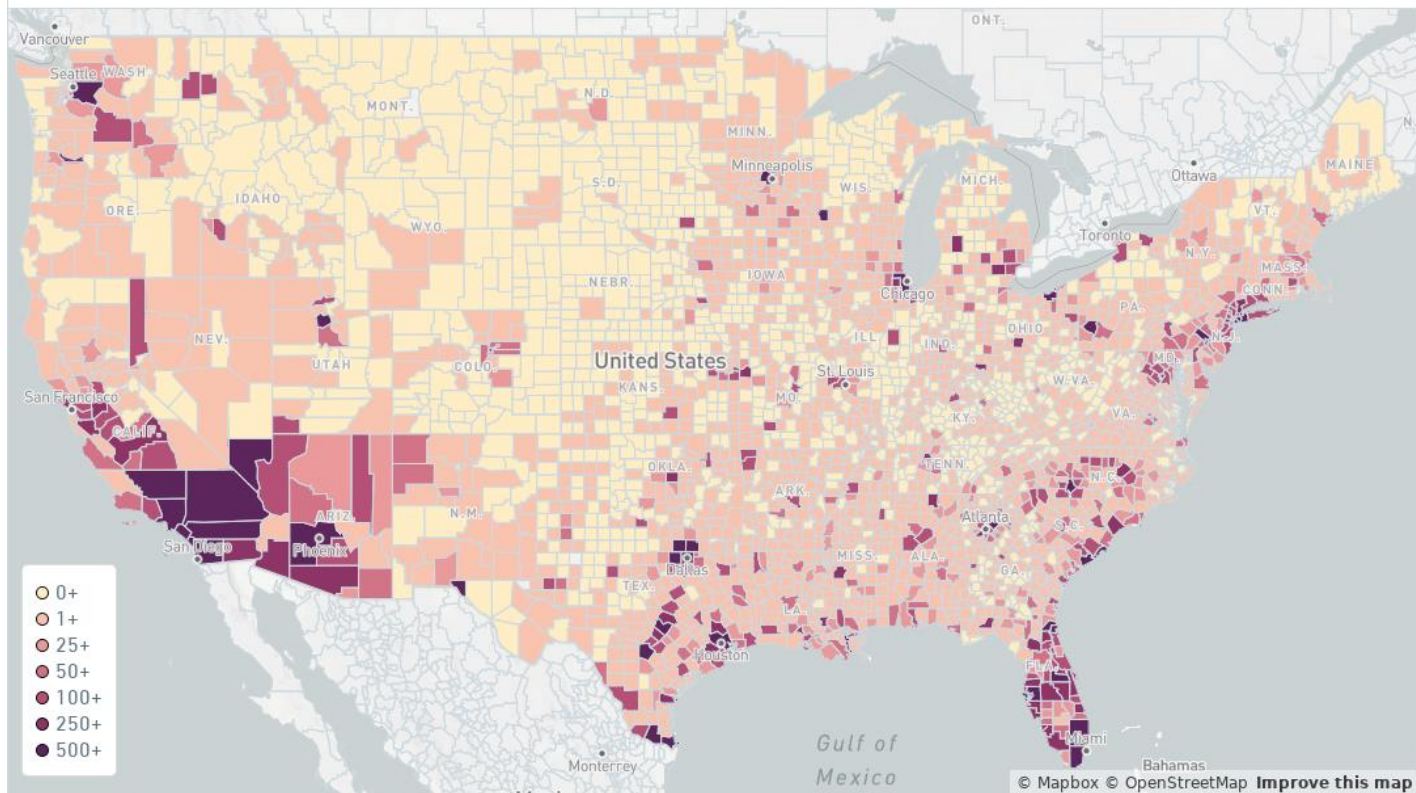 ONT.
Vancouver
Seattle
WASH.
MONT.
N.D.
MINN.
Minneapolis
Ottawa
MAINE
ORE.
IDAHO
S.D.
WIS.
MICH.
Toronto
VT.
WYO.
N.Y.
MASS.
NEBR.
IOWA
Chicago
CONN.
NEV.
UTAH
COLO.
United States
ILL.
IND.
OHIO
PA.
N.J.
MD.
KANS.
MO.
St. Louis
W.VA.
San Francisco
CALIF.
KY.
VA.
OKLA.
TENN.
N.C.
ARK.
ARIZ.
N.M.
Atlanta
S.C.
San Diego
Phoenix
Dallas
MISS.
ALA.
GA.
TEX.
LA.
Houston
FLA.
0+
1+
25+
50+
100+
250+
500+
Miami
Monterrey
Gulf of
Mexico
Bahamas
© Mapbox © OpenStreetMap Improve this map